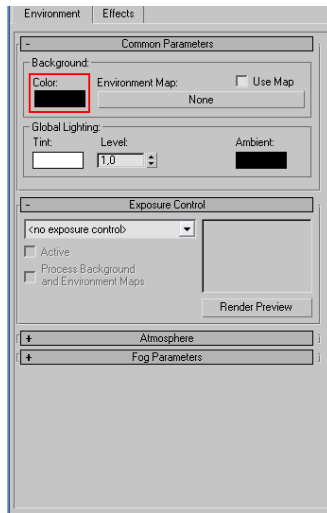 Environment Effects
- Common Parameters
Background:
Color: Environment Map: Use Map
None
Global Lighting:
Tint: Level: Ambient:
1,0
- Exposure Control
<no exposure control>
Active
Process Background
and Environment Maps
Render Preview
+ Atmosphere
+ Fog Parameters